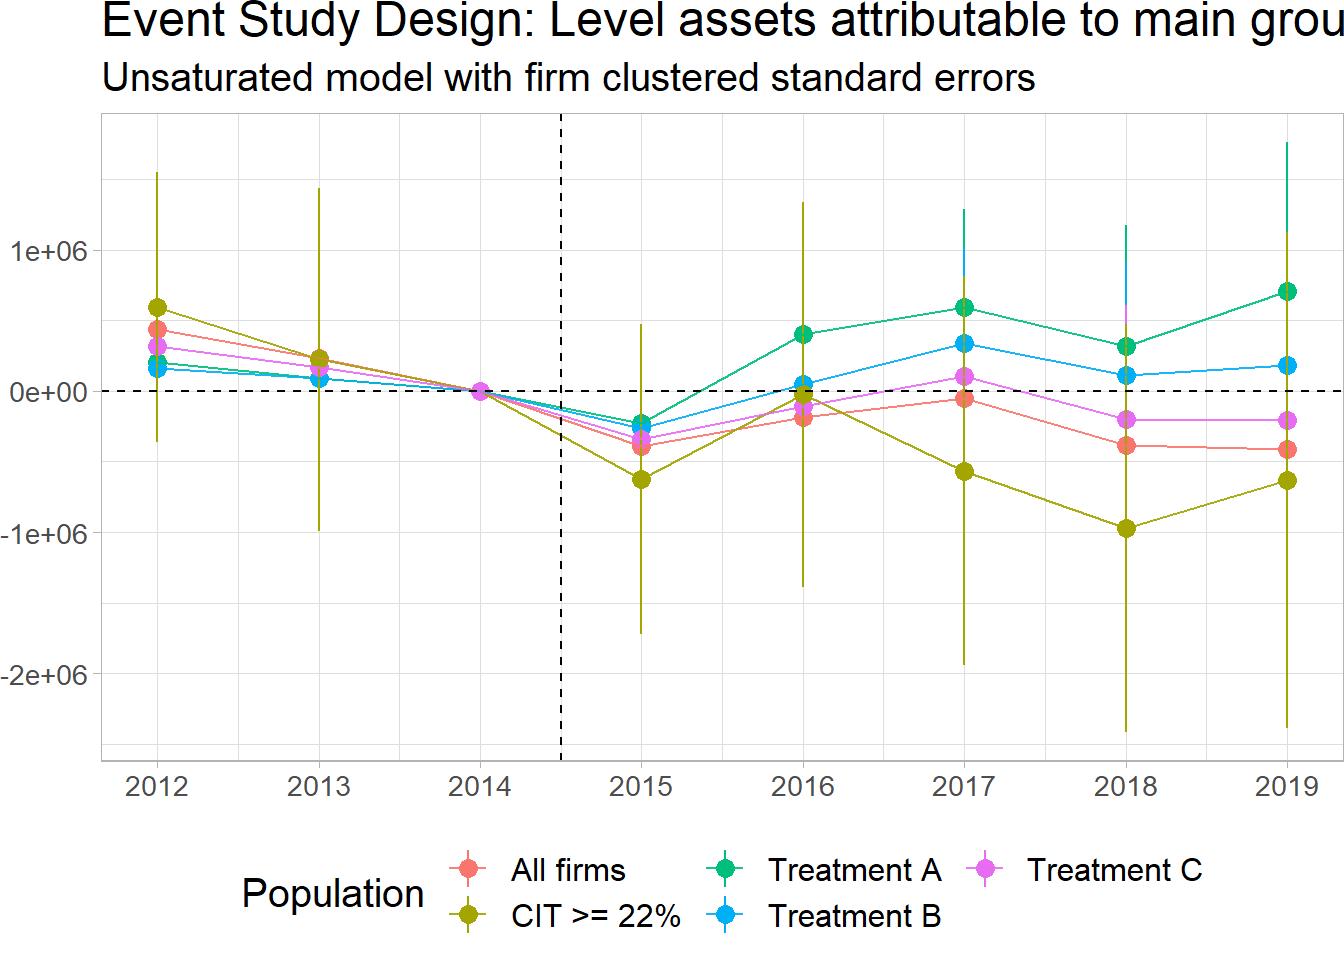 Event Study Design: Level assets attributable to main grou
Unsaturated model with firm clustered standard errors
1e+06
0e+00
-1e+06
-2e+06
2012 2013 2014 2015 2016 2017 2018 2019
Population
All firms Treatment A Treatment C
CIT >= 22% Treatment B